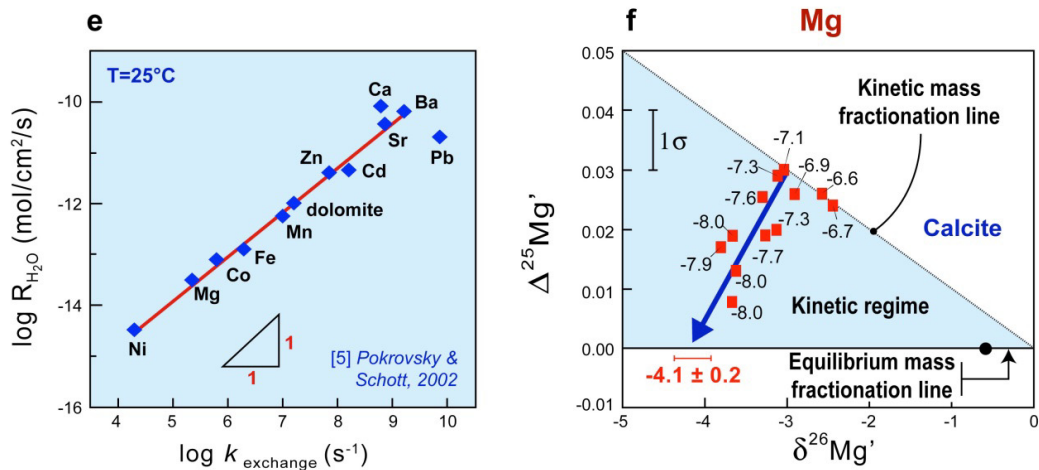 e
T=25°C
log R_H₂O (mol/cm²/s)
-10
-12
-14
-16
Ca
Ba
Sr
Pb
Zn
Cd
dolomite
Mn
Fe
Co
Mg
Ni
1
1
[5] Pokrovsky &
Schott, 2002
4
5
6
7
8
9
10
log k exchange (s⁻¹)
f
Mg
Δ²⁵Mg'
0.05
0.04
0.03
0.02
0.01
0.00
-0.01
1σ
Kinetic mass
fractionation line
-7.1
-7.3
-6.9
-6.6
-7.6
-6.7
-8.0
-7.3
Calcite
-7.9
-7.7
-8.0
-8.0
Kinetic regime
-4.1 ± 0.2
Equilibrium mass
fractionation line
-5
-4
-3
-2
-1
0
δ²⁶Mg'